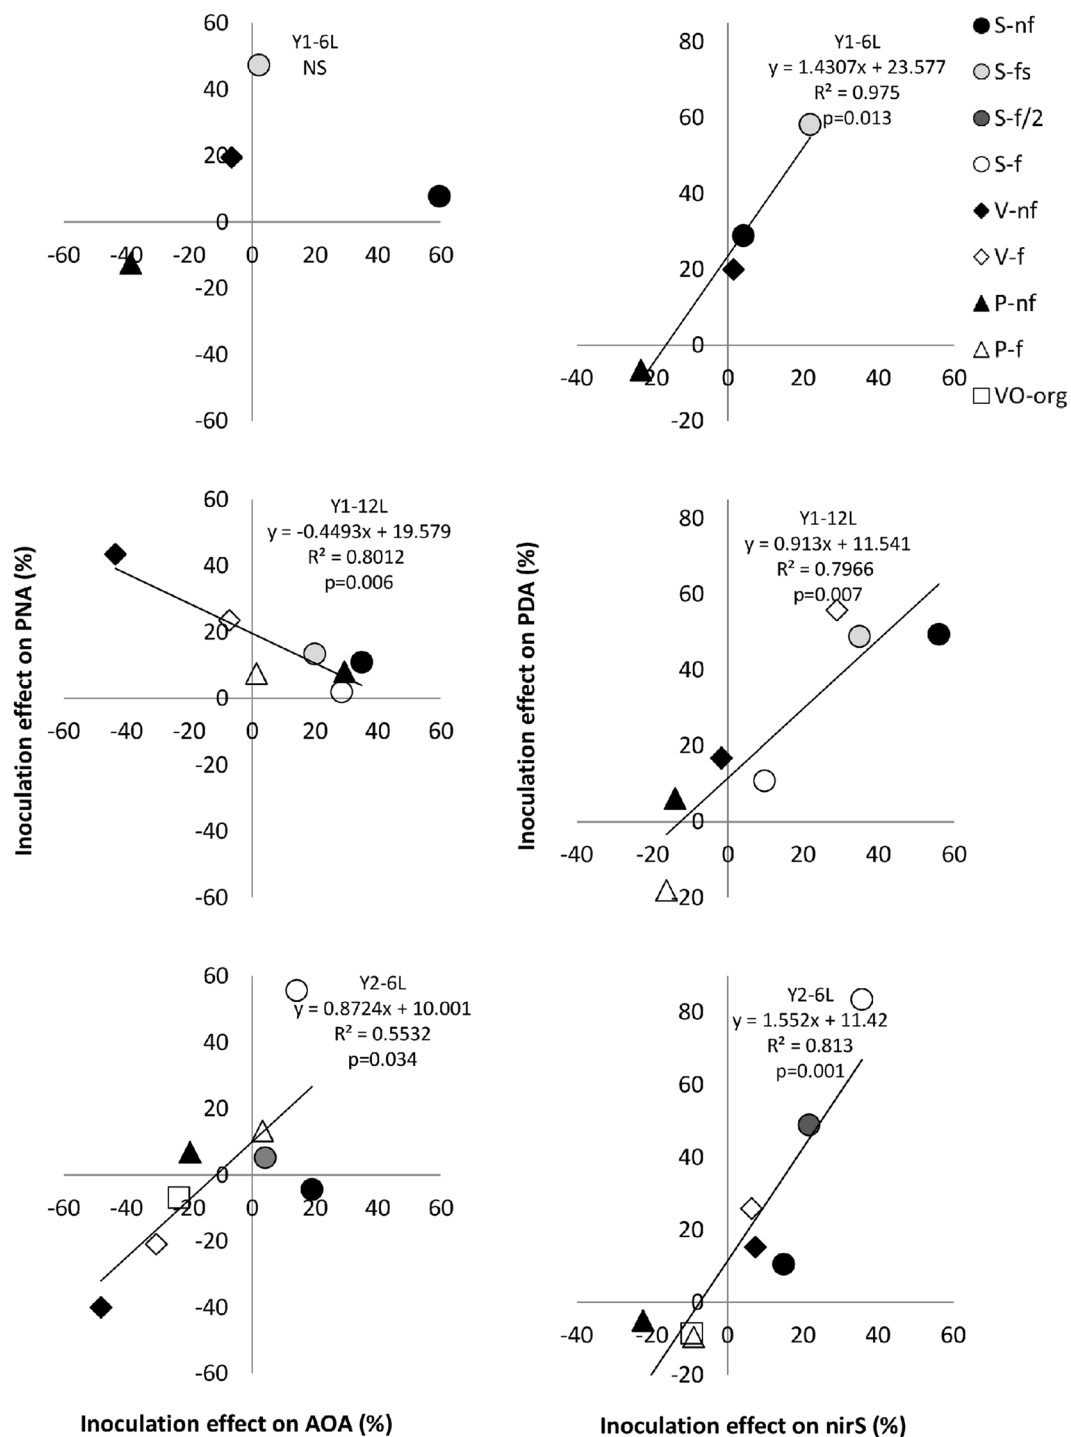 60
40
20
0
-20
-40
-60
-60
-40
-20
0
20
40
60
Y1-6L
NS
80
60
40
20
0
-20
-40
-20
0
20
40
60
Y1-6L
y = 1.4307x + 23.577
R² = 0.975
p=0.013
S-nf
S-fs
S-f/2
S-f
V-nf
V-f
P-nf
P-f
VO-org
Inoculation effect on PNA (%)
60
40
20
0
-20
-40
-60
-60
-40
-20
0
20
40
60
Y1-12L
y = -0.4493x + 19.579
R² = 0.8012
p=0.006
Inoculation effect on PDA (%)
80
60
40
20
0
-20
-40
-20
0
20
40
60
Y1-12L
y = 0.913x + 11.541
R² = 0.7966
p=0.007
60
40
20
0
-20
-40
-60
-60
-40
-20
0
20
40
60
Y2-6L
y = 0.8724x + 10.001
R² = 0.5532
p=0.034
80
60
40
20
0
-20
-40
-20
0
20
40
60
Y2-6L
y = 1.552x + 11.42
R² = 0.813
p=0.001
Inoculation effect on AOA (%)
Inoculation effect on nirS (%)